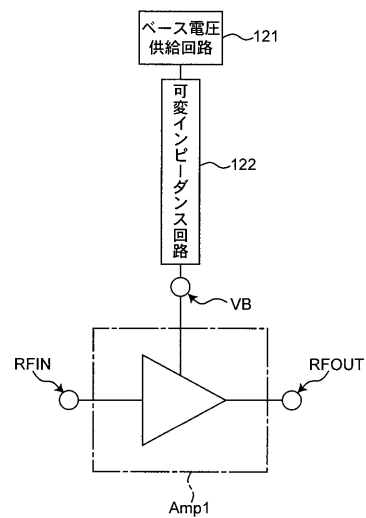 ベース電圧
供給回路
121
可変インピーダンス回路
122
VB
RFIN
RFOUT
Amp1